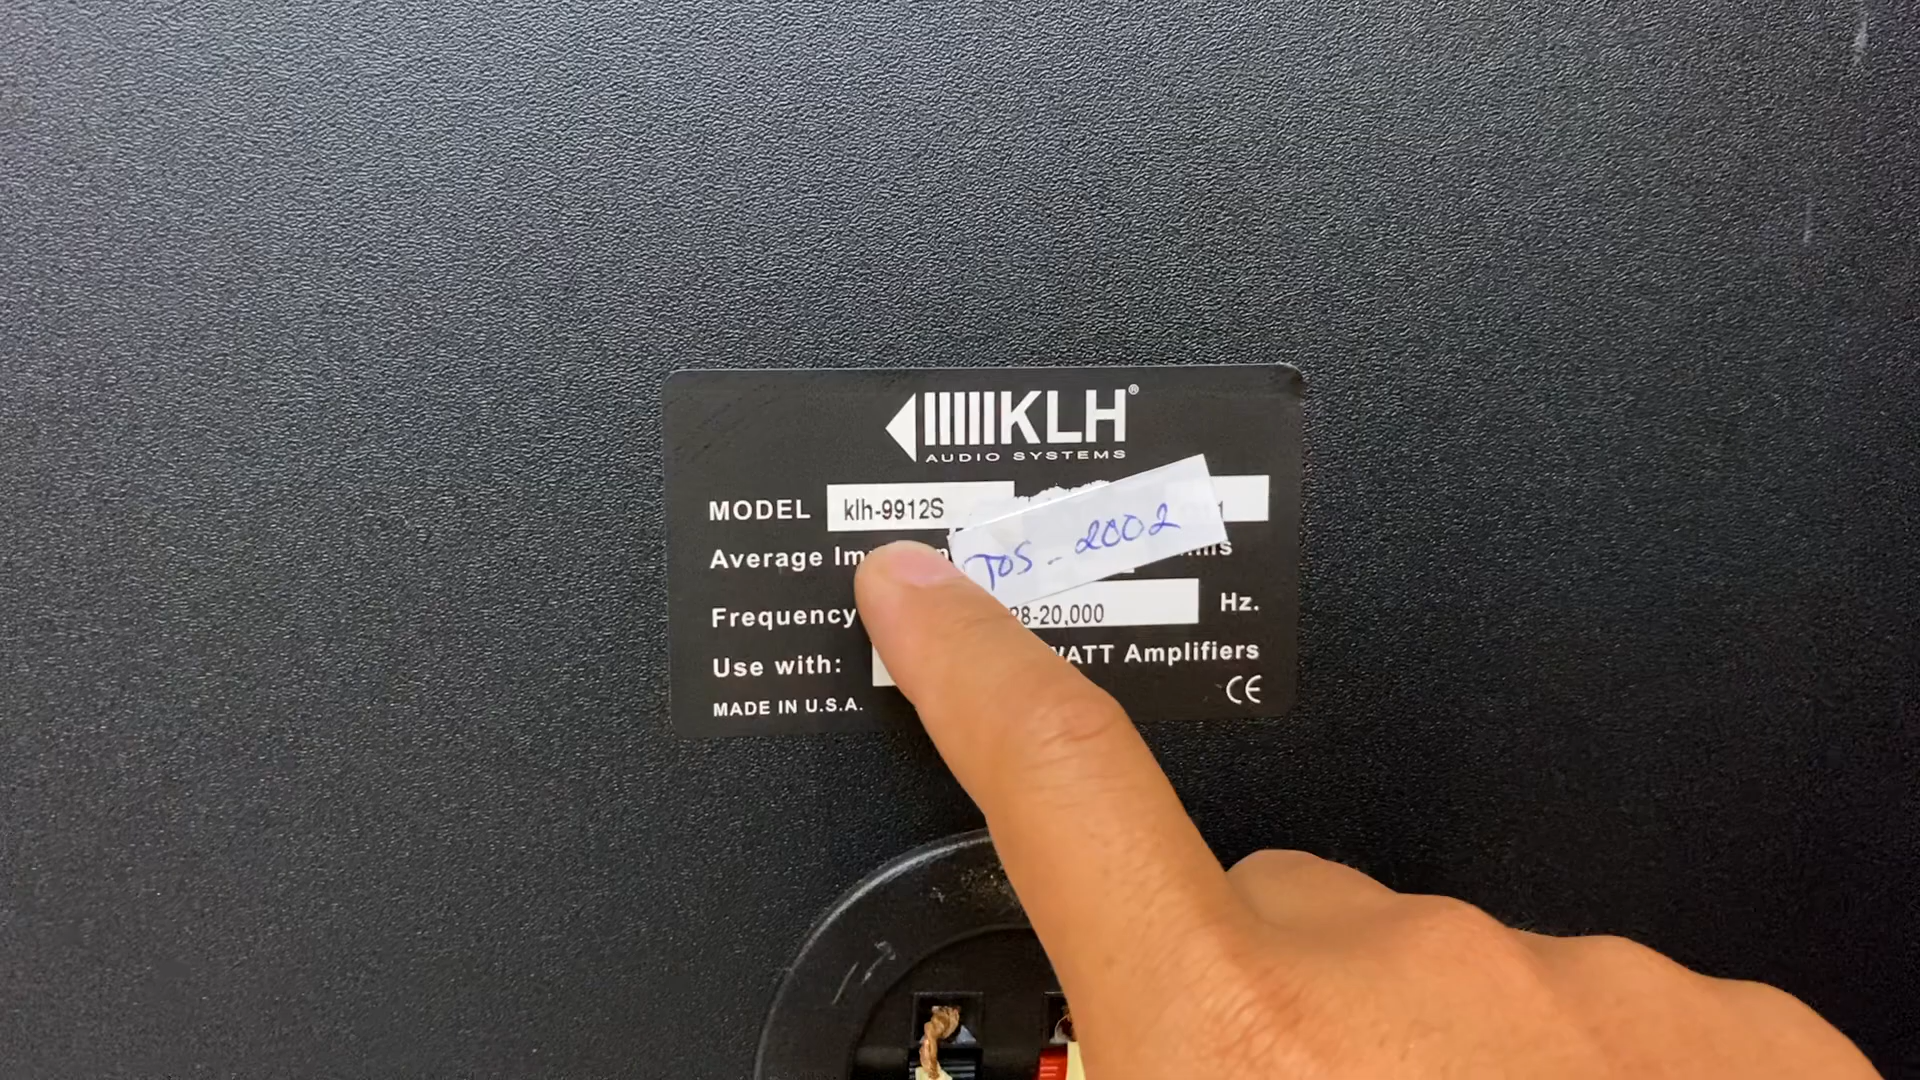 KLH®
AUDIO SYSTEMS
MODEL klh-9912S
TOS - 2002
Average
Frequency 28-20,000 Hz.
Use with: WATT Amplifiers
MADE IN U.S.A. CE